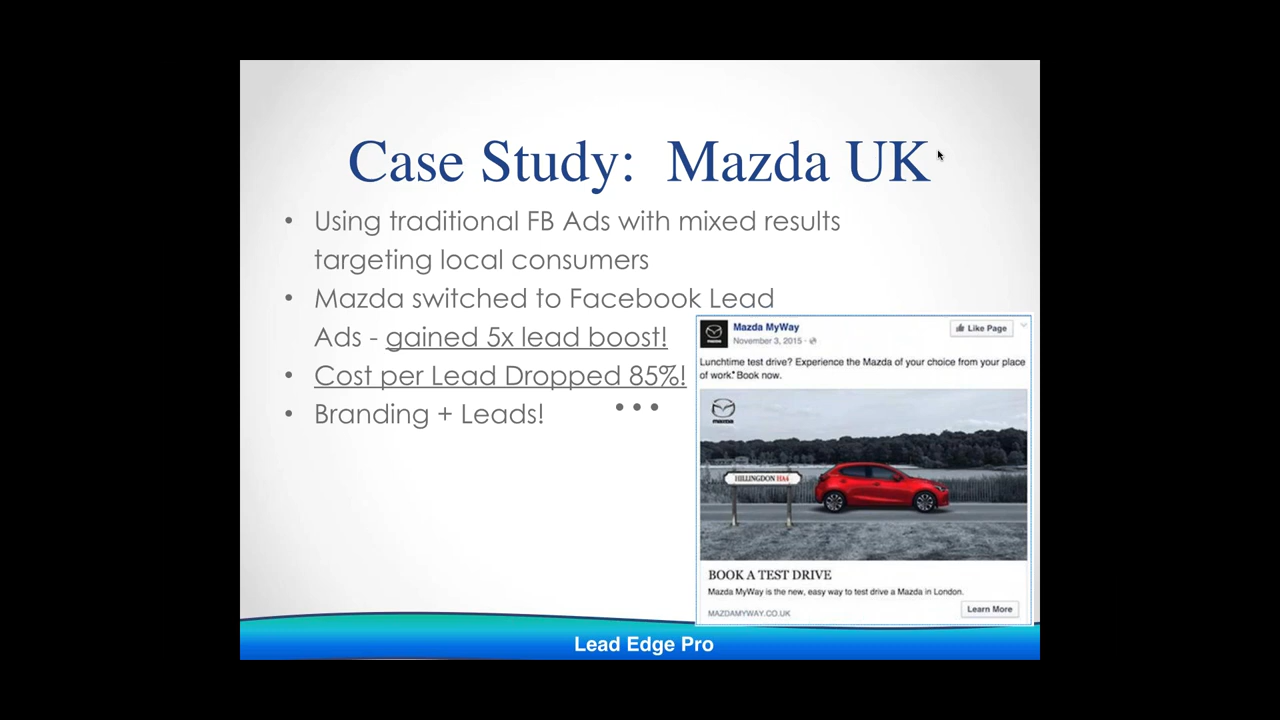 Case Study: Mazda UK
• Using traditional FB Ads with mixed results
targeting local consumers
• Mazda switched to Facebook Lead
Ads - gained 5x lead boost!
• Cost per Lead Dropped 85%!
• Branding + Leads!
• • •
Mazda MyWay
Like Page
November 3, 2015 ·
Lunchtime test drive? Experience the Mazda of your choice from your place
of work.* Book now.
mazda
HILLINGDON HA4
BOOK A TEST DRIVE
Mazda MyWay is the new, easy way to test drive a Mazda in London.
MAZDAMYWAY.CO.UK
Learn More
Lead Edge Pro